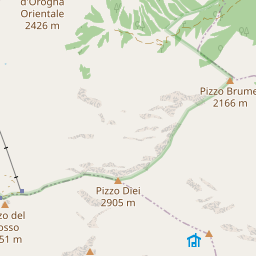 d'Orogna
Orientale
2426 m
Pizzo Brume
2166 m
Pizzo Diei
2905 m
zo del
osso
51 m